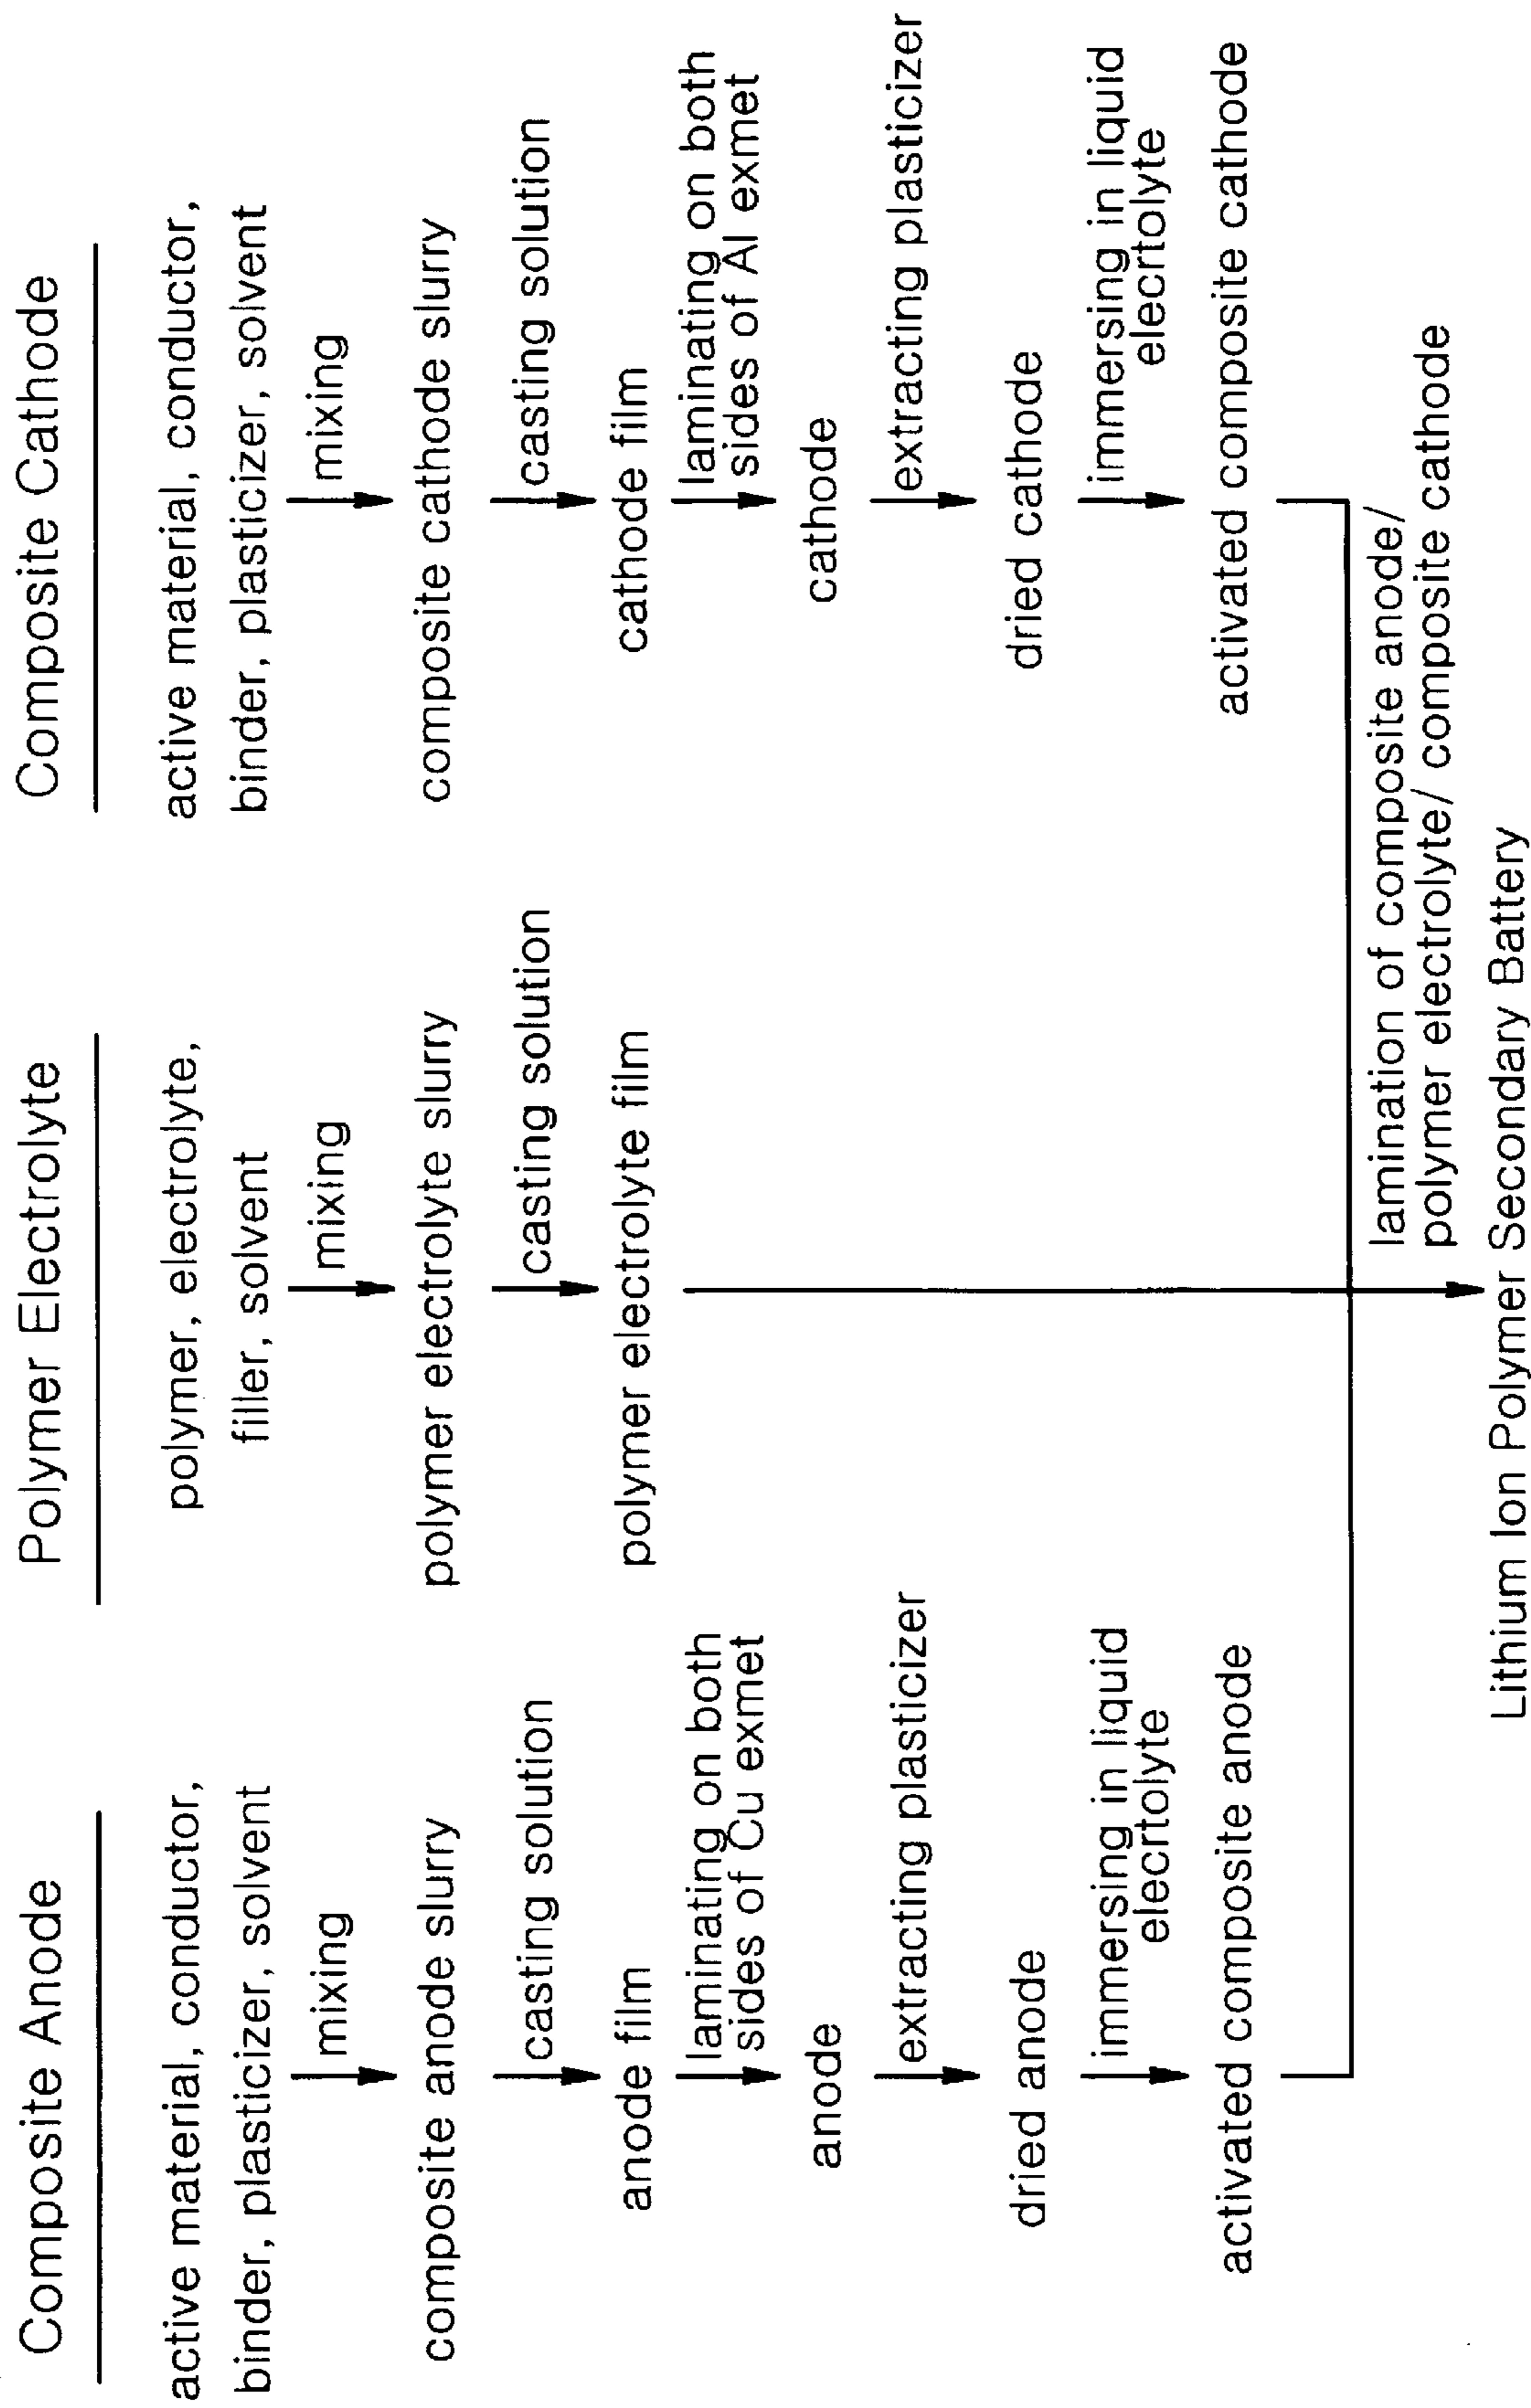 Composite Anode
active material, conductor,
binder, plasticizer, solvent
mixing
composite anode slurry
casting solution
anode film
laminating on both
sides of Cu exmet
anode
extracting plasticizer
dried anode
immersing in liquid
elecrtolyte
activated composite anode
Polymer Electrolyte
polymer, electrolyte,
filler, solvent
mixing
polymer electrolyte slurry
casting solution
polymer electrolyte film
Composite Cathode
active material, conductor,
binder, plasticizer, solvent
mixing
composite cathode slurry
casting solution
cathode film
laminating on both
sides of Al exmet
cathode
extracting plasticizer
dried cathode
immersing in liquid
elecrtolyte
activated composite cathode
lamination of composite anode/
polymer electrolyte/ composite cathode
Lithium Ion Polymer Secondary Battery